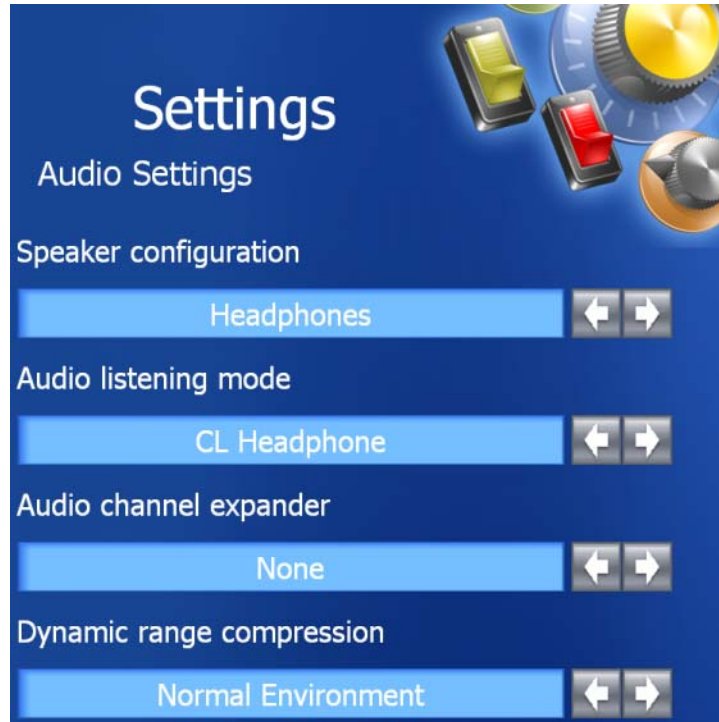 Settings
Audio Settings
Speaker configuration
Headphones
Audio listening mode
CL Headphone
Audio channel expander
None
Dynamic range compression
Normal Environment